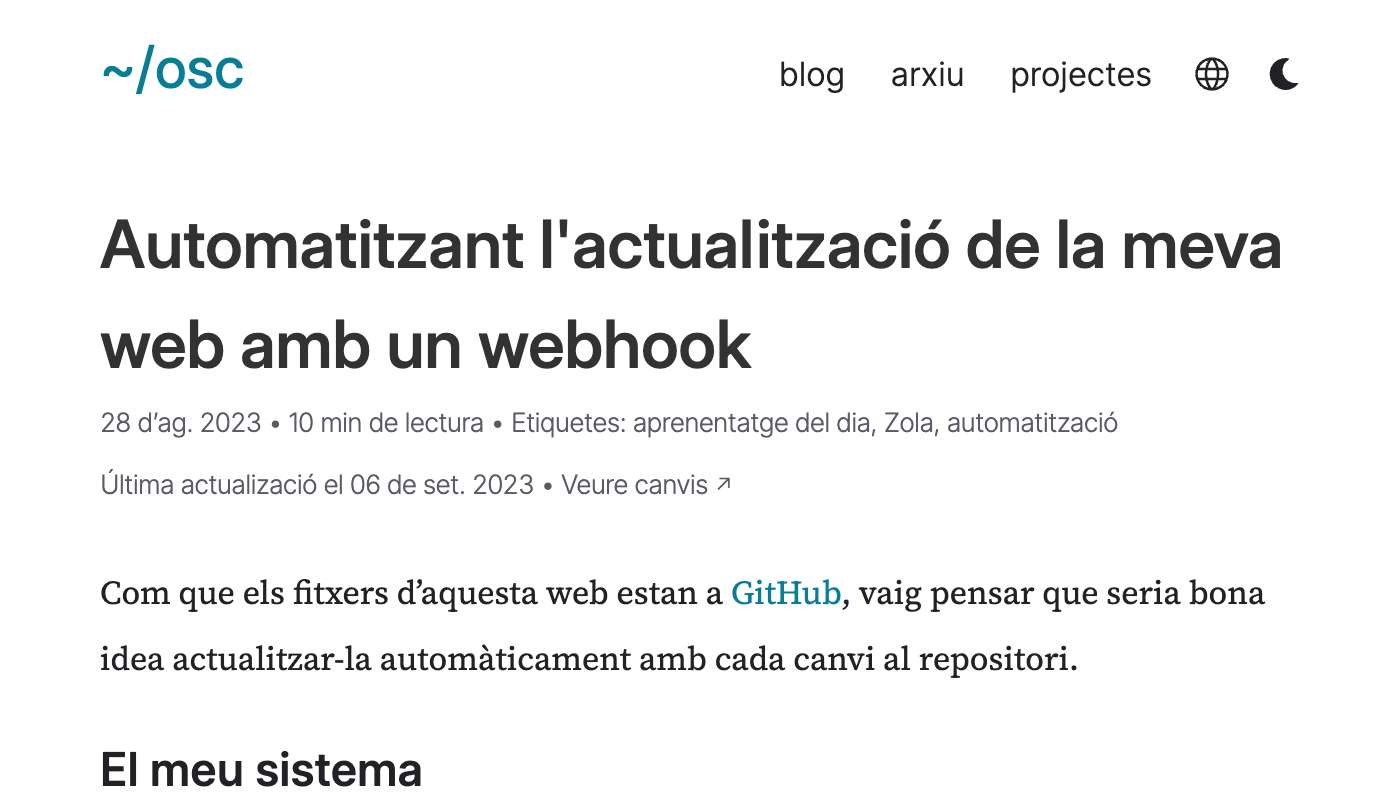 ~/osc
blog arxiu projectes
Automatitzant l'actualització de la meva
web amb un webhook
28 d’ag. 2023 • 10 min de lectura • Etiquetes: aprenentatge del dia, Zola, automatització
Última actualizació el 06 de set. 2023 • Veure canvis ↗
Com que els fitxers d’aquesta web estan a GitHub, vaig pensar que seria bona
idea actualitzar-la automàticament amb cada canvi al repositori.
El meu sistema